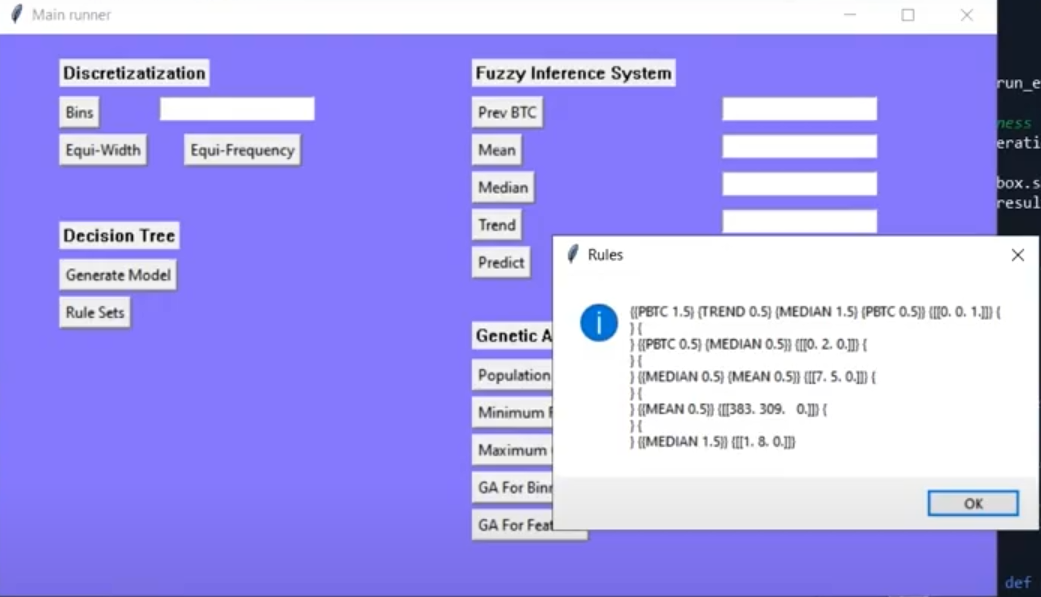 Main runner
Discretizatization
Bins
Equi-Width
Equi-Frequency
Decision Tree
Generate Model
Rule Sets
Fuzzy Inference System
Prev BTC
Mean
Median
Trend
Predict
Genetic A
Population
Minimum
Maximum
GA For Binn
GA For Feat
Rules
{{PBTC 1.5} {TREND 0.5} {MEDIAN 1.5} {PBTC 0.5}} {[[0. 0. 1.]]} {
} {
} {{PBTC 0.5} {MEDIAN 0.5}} {[[0. 2. 0.]]} {
} {
} {{MEDIAN 0.5} {MEAN 0.5}} {[[7. 5. 0.]]} {
} {
} {{MEAN 0.5}} {[[383. 309. 0.]]} {
} {
} {{MEDIAN 1.5}} {[[1. 8. 0.]]}
OK
run_e
ness
erati
box.s
resul
def